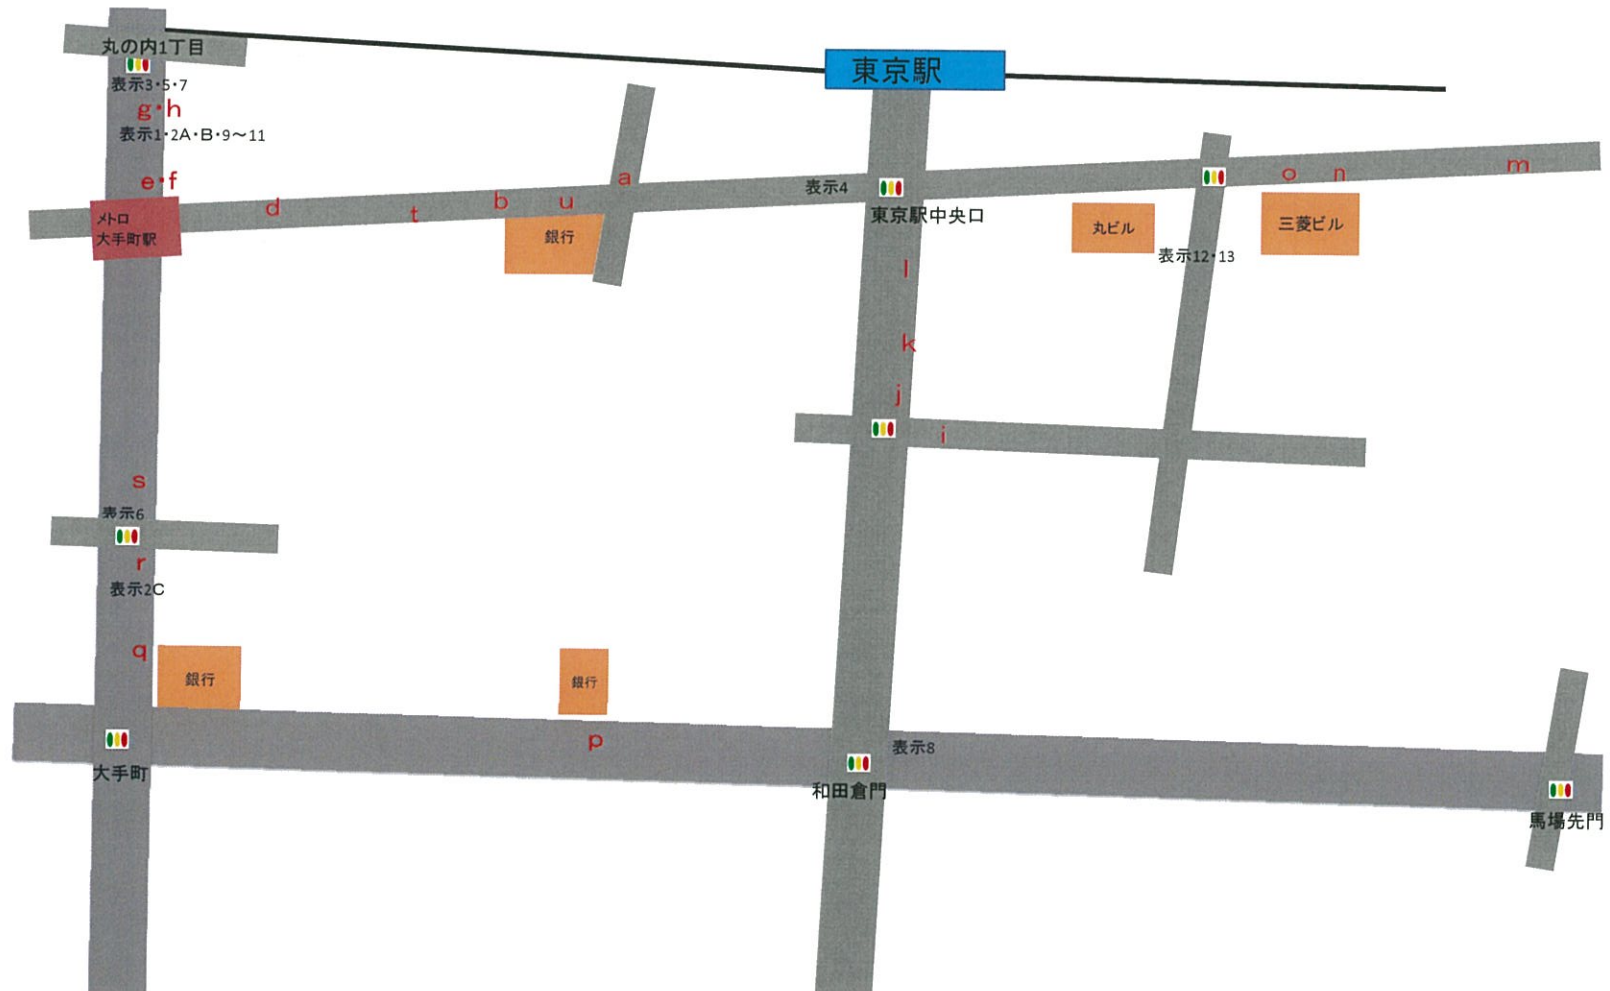 丸の内1丁目
東京駅
表示3・5・7
g・h
表示1・2A・B・9～11
e・f
d
t
b
u
a
表示4
o
n
m
メトロ
大手町駅
銀行
東京駅中央口
丸ビル
三菱ビル
表示12・13
l
k
j
i
s
表示6
r
表示2C
q
銀行
銀行
p
表示8
大手町
和田倉門
馬場先門